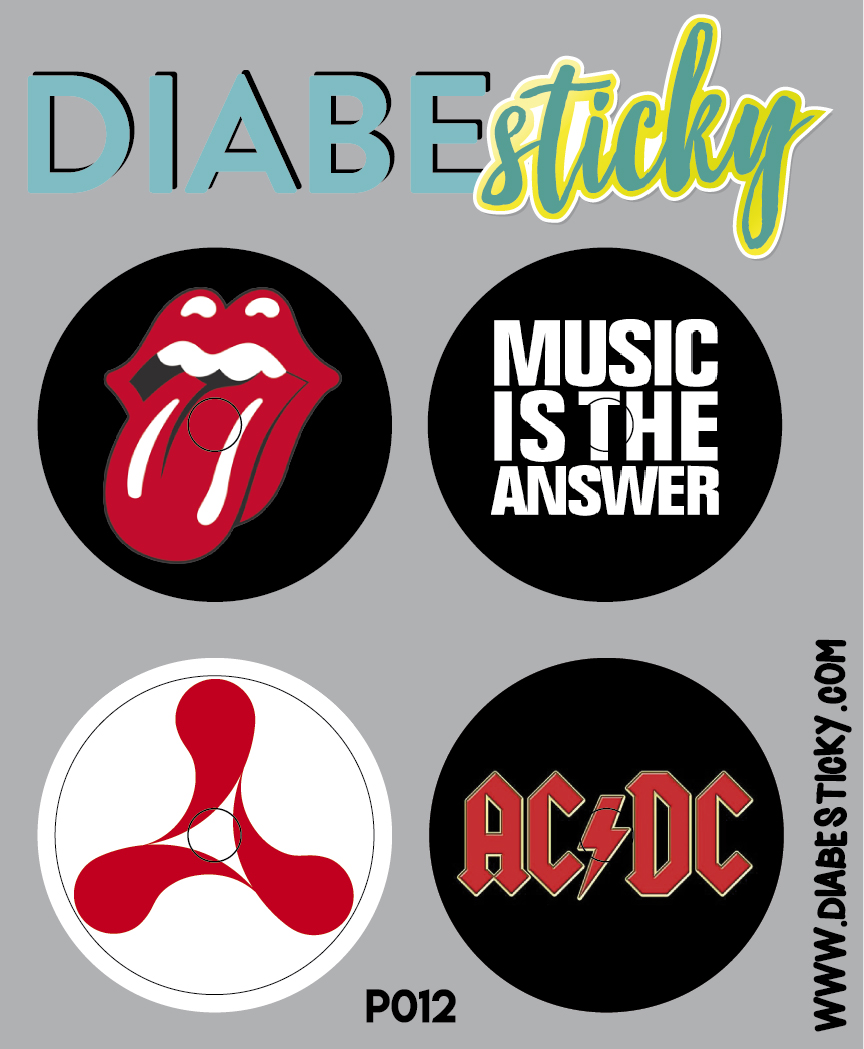 DIABEsticky
MUSIC
IS THE
ANSWER
AC DC
P012
WWW.DIABESTICKY.COM